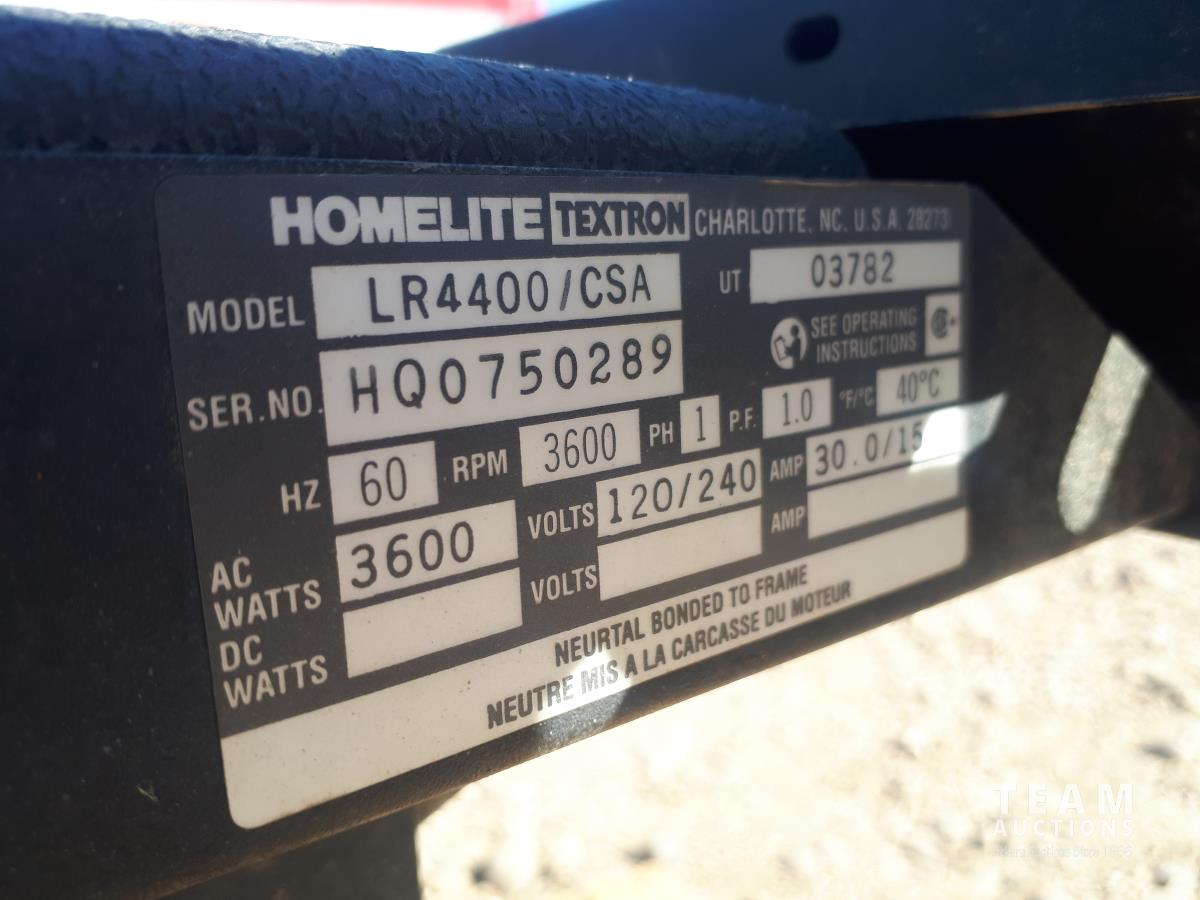 HOMELITE TEXTRON CHARLOTTE, NC. U.S.A. 28273
MODEL LR4400/CSA UT 03782
SEE OPERATING
INSTRUCTIONS
SER.NO. HQ0750289
HZ 60 RPM 3600 PH 1 P.F. 1.0 °F/°C 40°C
AC
WATTS 3600 VOLTS 120/240 AMP 30.0/15
DC
WATTS VOLTS AMP
NEURTAL BONDED TO FRAME
NEUTRE MIS A LA CARCASSE DU MOTEUR
TEAM
AUCTIONS